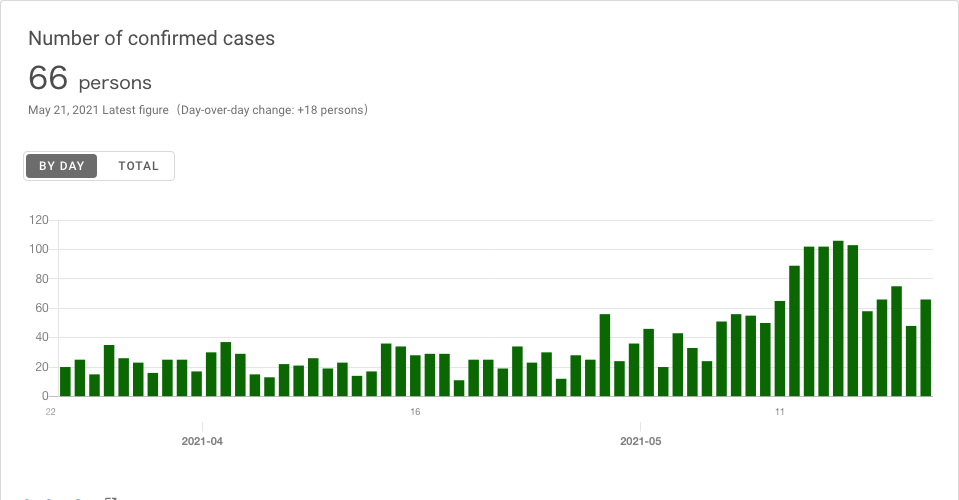 Number of confirmed cases
66 persons
May 21, 2021 Latest figure（Day-over-day change: +18 persons）
BY DAY TOTAL
120
100
80
60
40
20
0
22 16 11
2021-04 2021-05